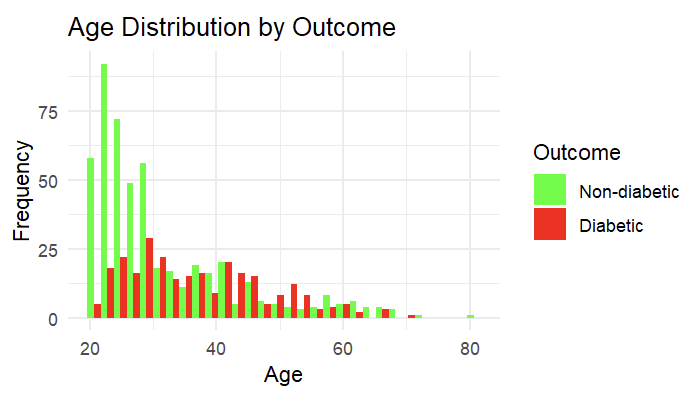 Age Distribution by Outcome
Frequency
75
50
25
0
20 40 60 80
Age
Outcome
Non-diabetic
Diabetic